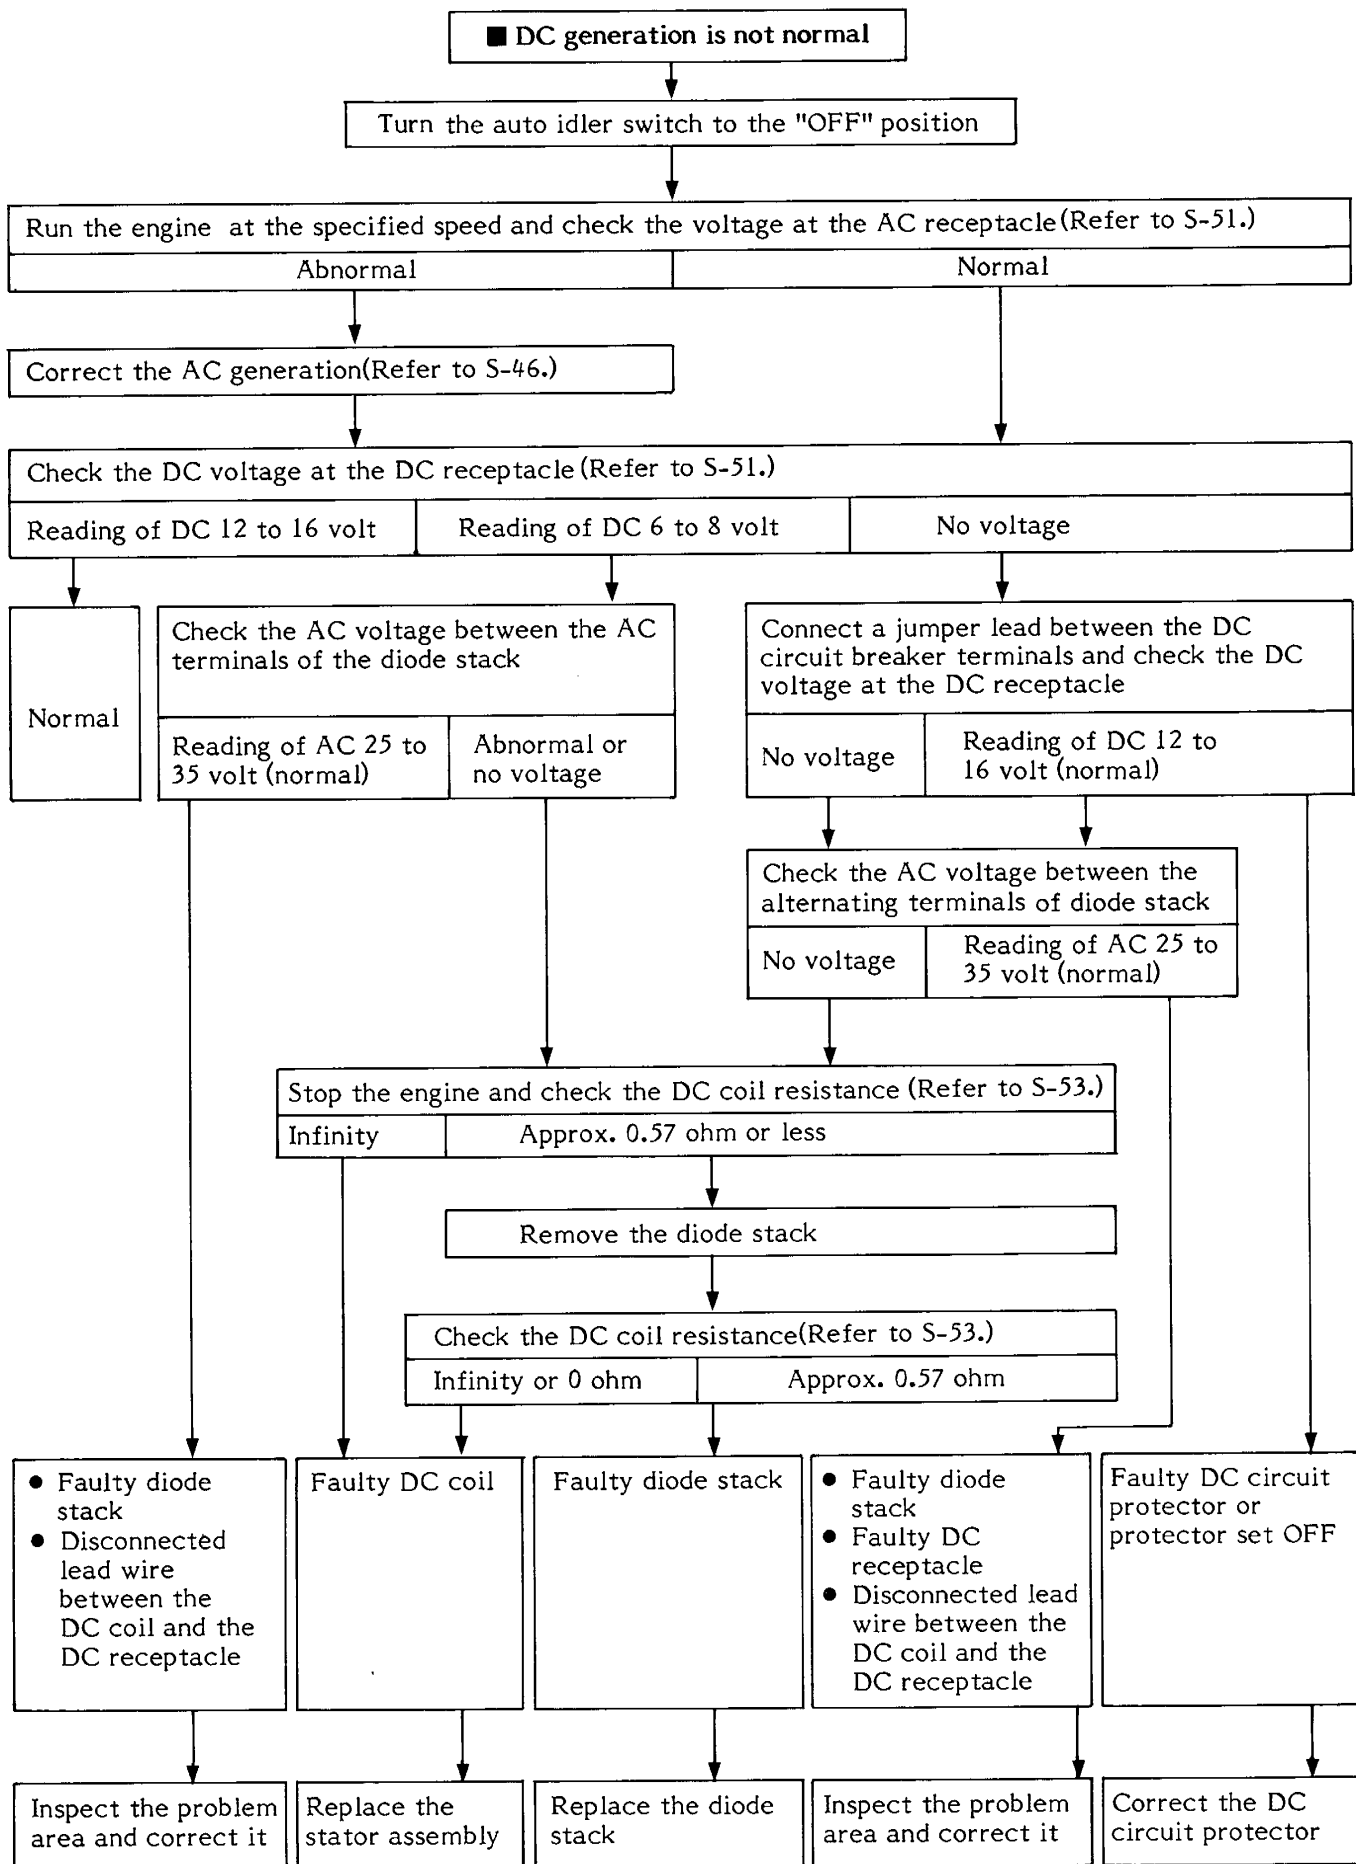 ■ DC generation is not normal
Turn the auto idler switch to the "OFF" position
Run the engine at the specified speed and check the voltage at the AC receptacle(Refer to S-51.)
Abnormal
Normal
Correct the AC generation(Refer to S-46.)
Check the DC voltage at the DC receptacle(Refer to S-51.)
Reading of DC 12 to 16 volt
Reading of DC 6 to 8 volt
No voltage
Normal
Check the AC voltage between the AC
terminals of the diode stack
Reading of AC 25 to
35 volt (normal)
Abnormal or
no voltage
Connect a jumper lead between the DC
circuit breaker terminals and check the DC
voltage at the DC receptacle
No voltage
Reading of DC 12 to
16 volt (normal)
Check the AC voltage between the
alternating terminals of diode stack
No voltage
Reading of AC 25 to
35 volt (normal)
Stop the engine and check the DC coil resistance (Refer to S-53.)
Infinity
Approx. 0.57 ohm or less
Remove the diode stack
Check the DC coil resistance(Refer to S-53.)
Infinity or 0 ohm
Approx. 0.57 ohm
● Faulty diode
stack
● Disconnected
lead wire
between the
DC coil and the
DC receptacle
Faulty DC coil
Faulty diode stack
● Faulty diode
stack
● Faulty DC
receptacle
● Disconnected lead
wire between the
DC coil and the
DC receptacle
Faulty DC circuit
protector or
protector set OFF
Inspect the problem
area and correct it
Replace the
stator assembly
Replace the diode
stack
Inspect the problem
area and correct it
Correct the DC
circuit protector